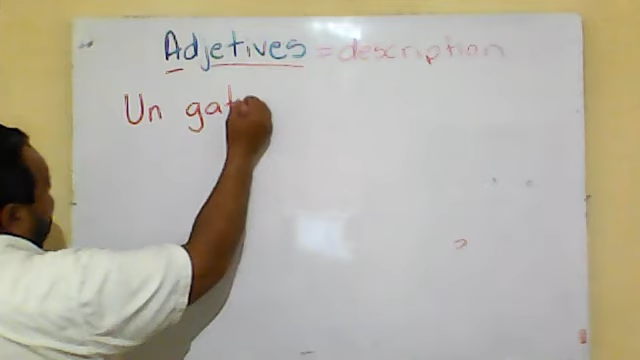 Adjetives = description
Un gat